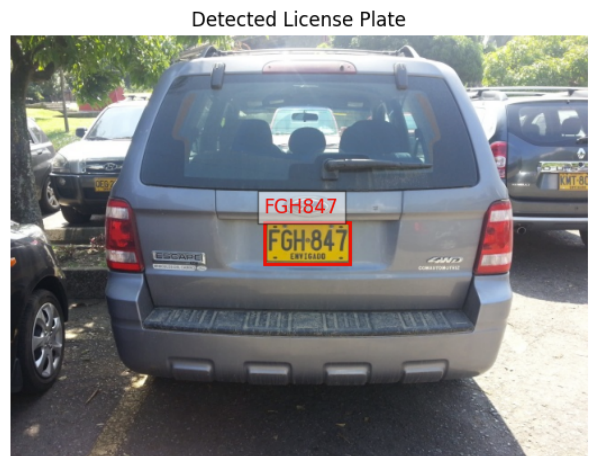 Detected License Plate
FGH847
FGH-847
ENVIGADO
ESCAPE
4WD